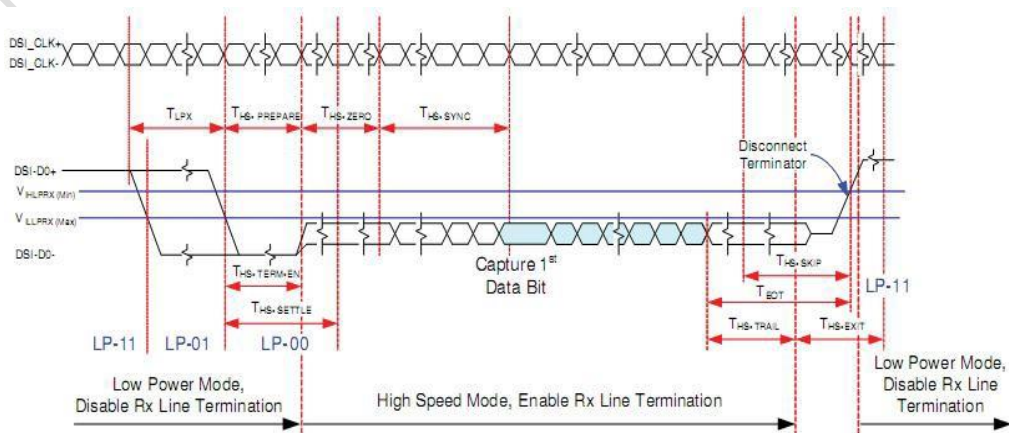 DSI_CLK+
DSI_CLK-
TLPX
THS-PREPARE
THS-ZERO
THS-SYNC
Disconnect
Terminator
DSI-D0+
VIHLPRX (Min)
VILLPRX (Max)
DSI-D0-
Capture 1st
Data Bit
THS-TERM-EN
THS-SKIP
TEOT
LP-11
THS-SETTLE
THS-TRAIL
THS-EXIT
LP-11
LP-01
LP-00
Low Power Mode,
Disable Rx Line Termination
High Speed Mode, Enable Rx Line Termination
Low Power Mode,
Disable Rx Line
Termination